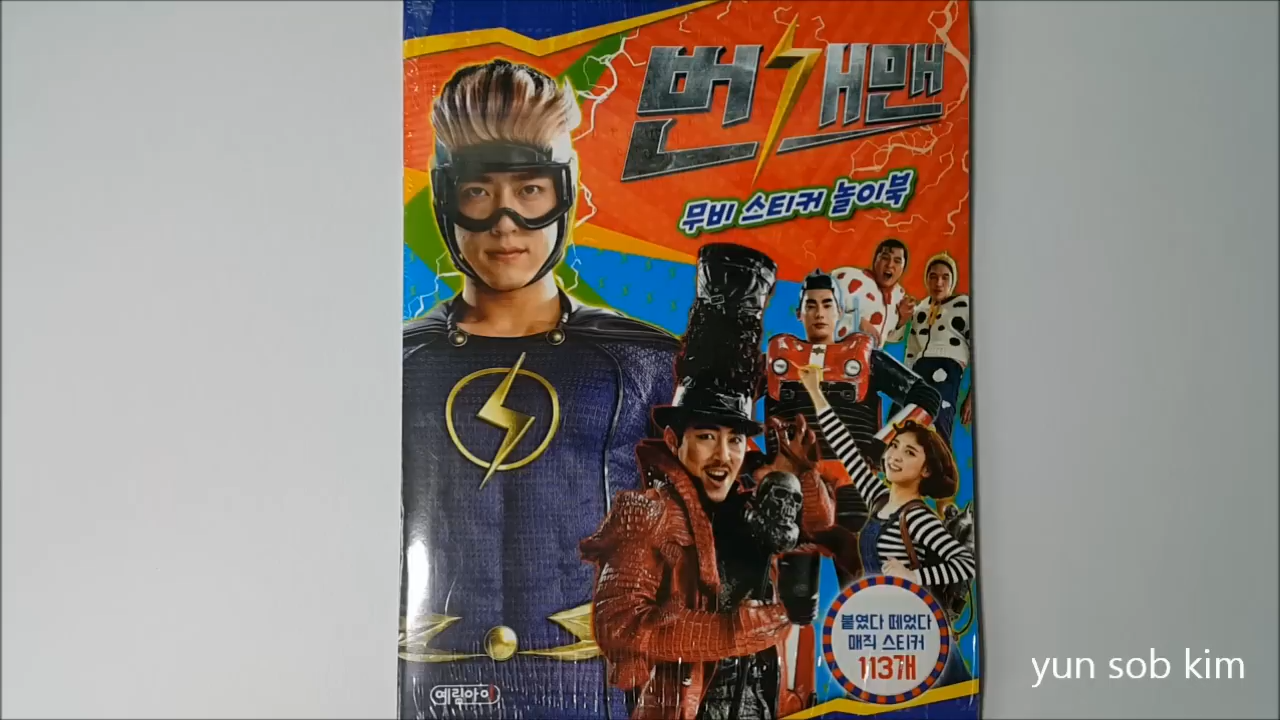 번개맨
무비 스티커 놀이북
붙였다 떼었다
매직 스티커
113개
예림아이
yun sob kim